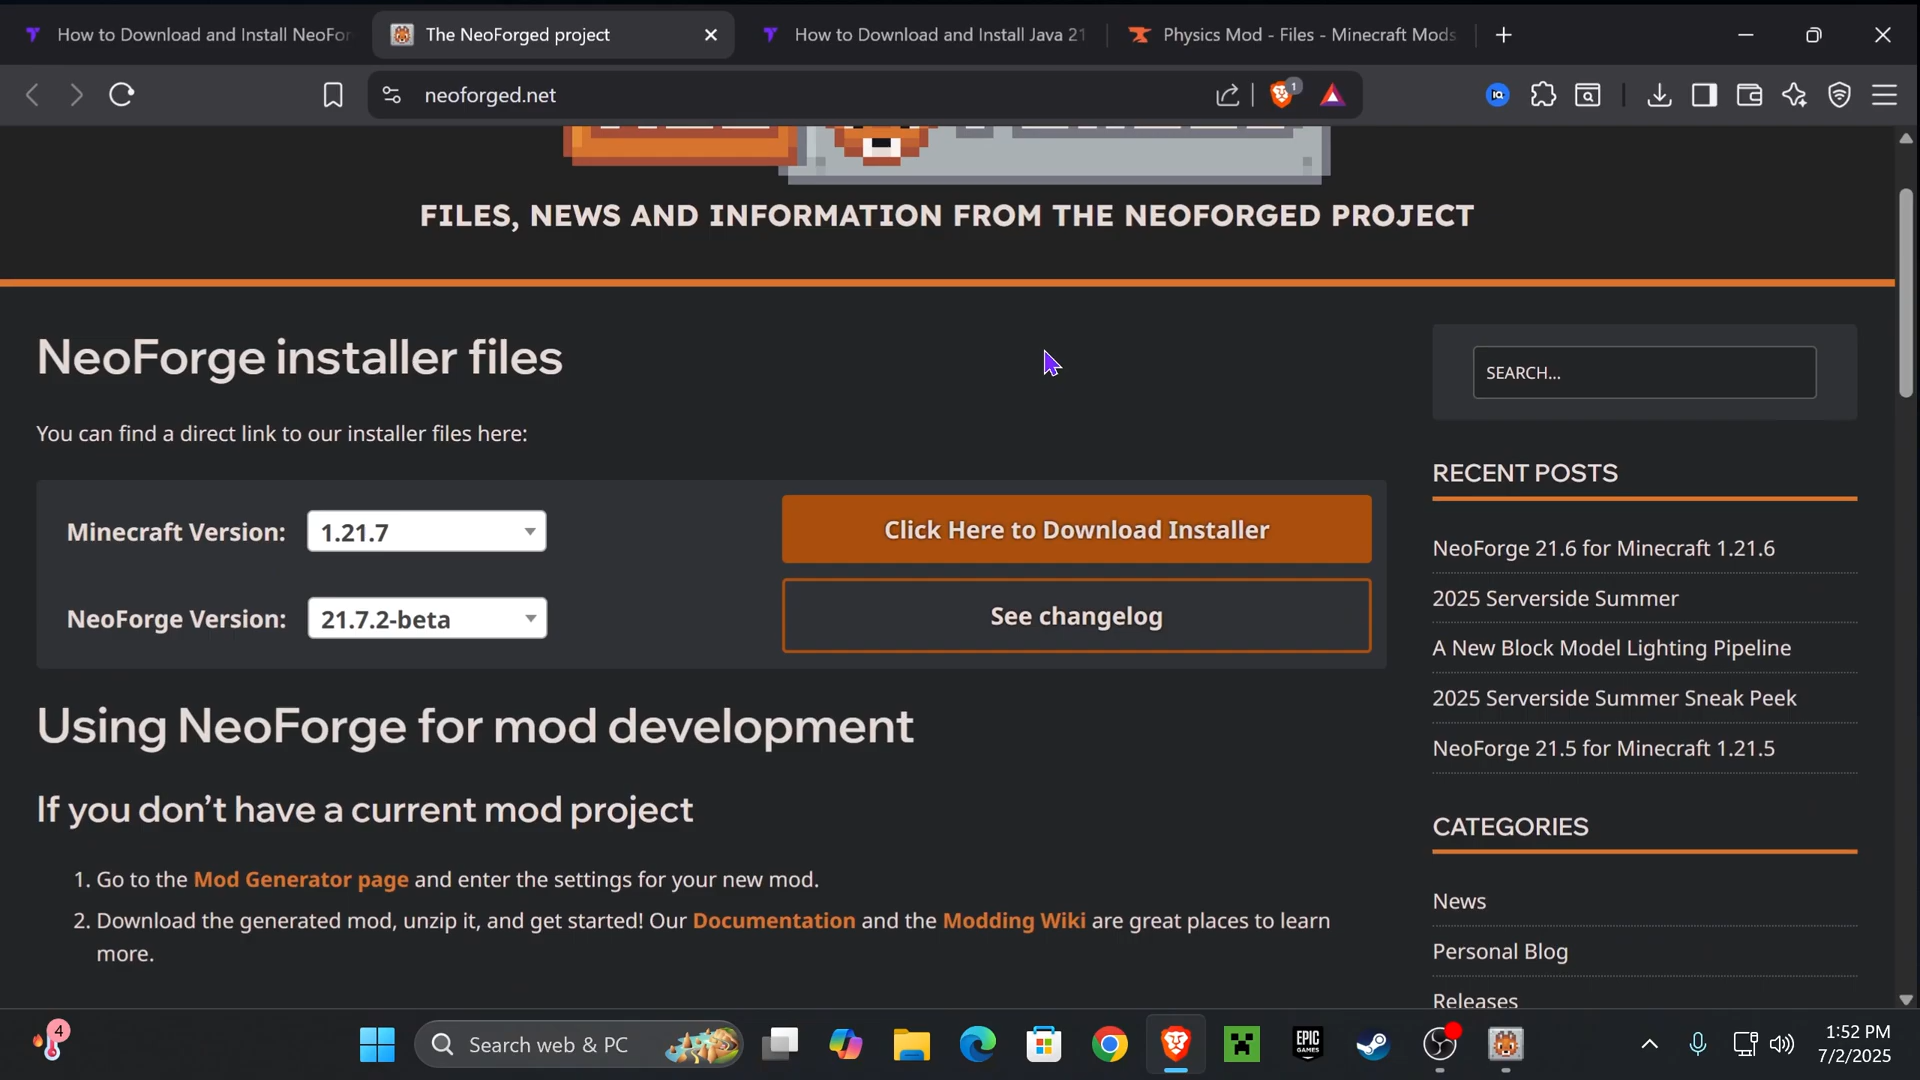 How to Download and Install NeoFor
The NeoForged project
How to Download and Install Java 21
Physics Mod - Files - Minecraft Mods
neoforged.net
1
IQ
FILES, NEWS AND INFORMATION FROM THE NEOFORGED PROJECT
NeoForge installer files
You can find a direct link to our installer files here:
Minecraft Version: 1.21.7
Click Here to Download Installer
NeoForge Version: 21.7.2-beta
See changelog
Using NeoForge for mod development
If you don't have a current mod project
1. Go to the Mod Generator page and enter the settings for your new mod.
2. Download the generated mod, unzip it, and get started! Our Documentation and the Modding Wiki are great places to learn
more.
SEARCH...
RECENT POSTS
NeoForge 21.6 for Minecraft 1.21.6
2025 Serverside Summer
A New Block Model Lighting Pipeline
2025 Serverside Summer Sneak Peek
NeoForge 21.5 for Minecraft 1.21.5
CATEGORIES
News
Personal Blog
Releases
4
Search web & PC
EPIC
GAMES
1:52 PM
7/2/2025